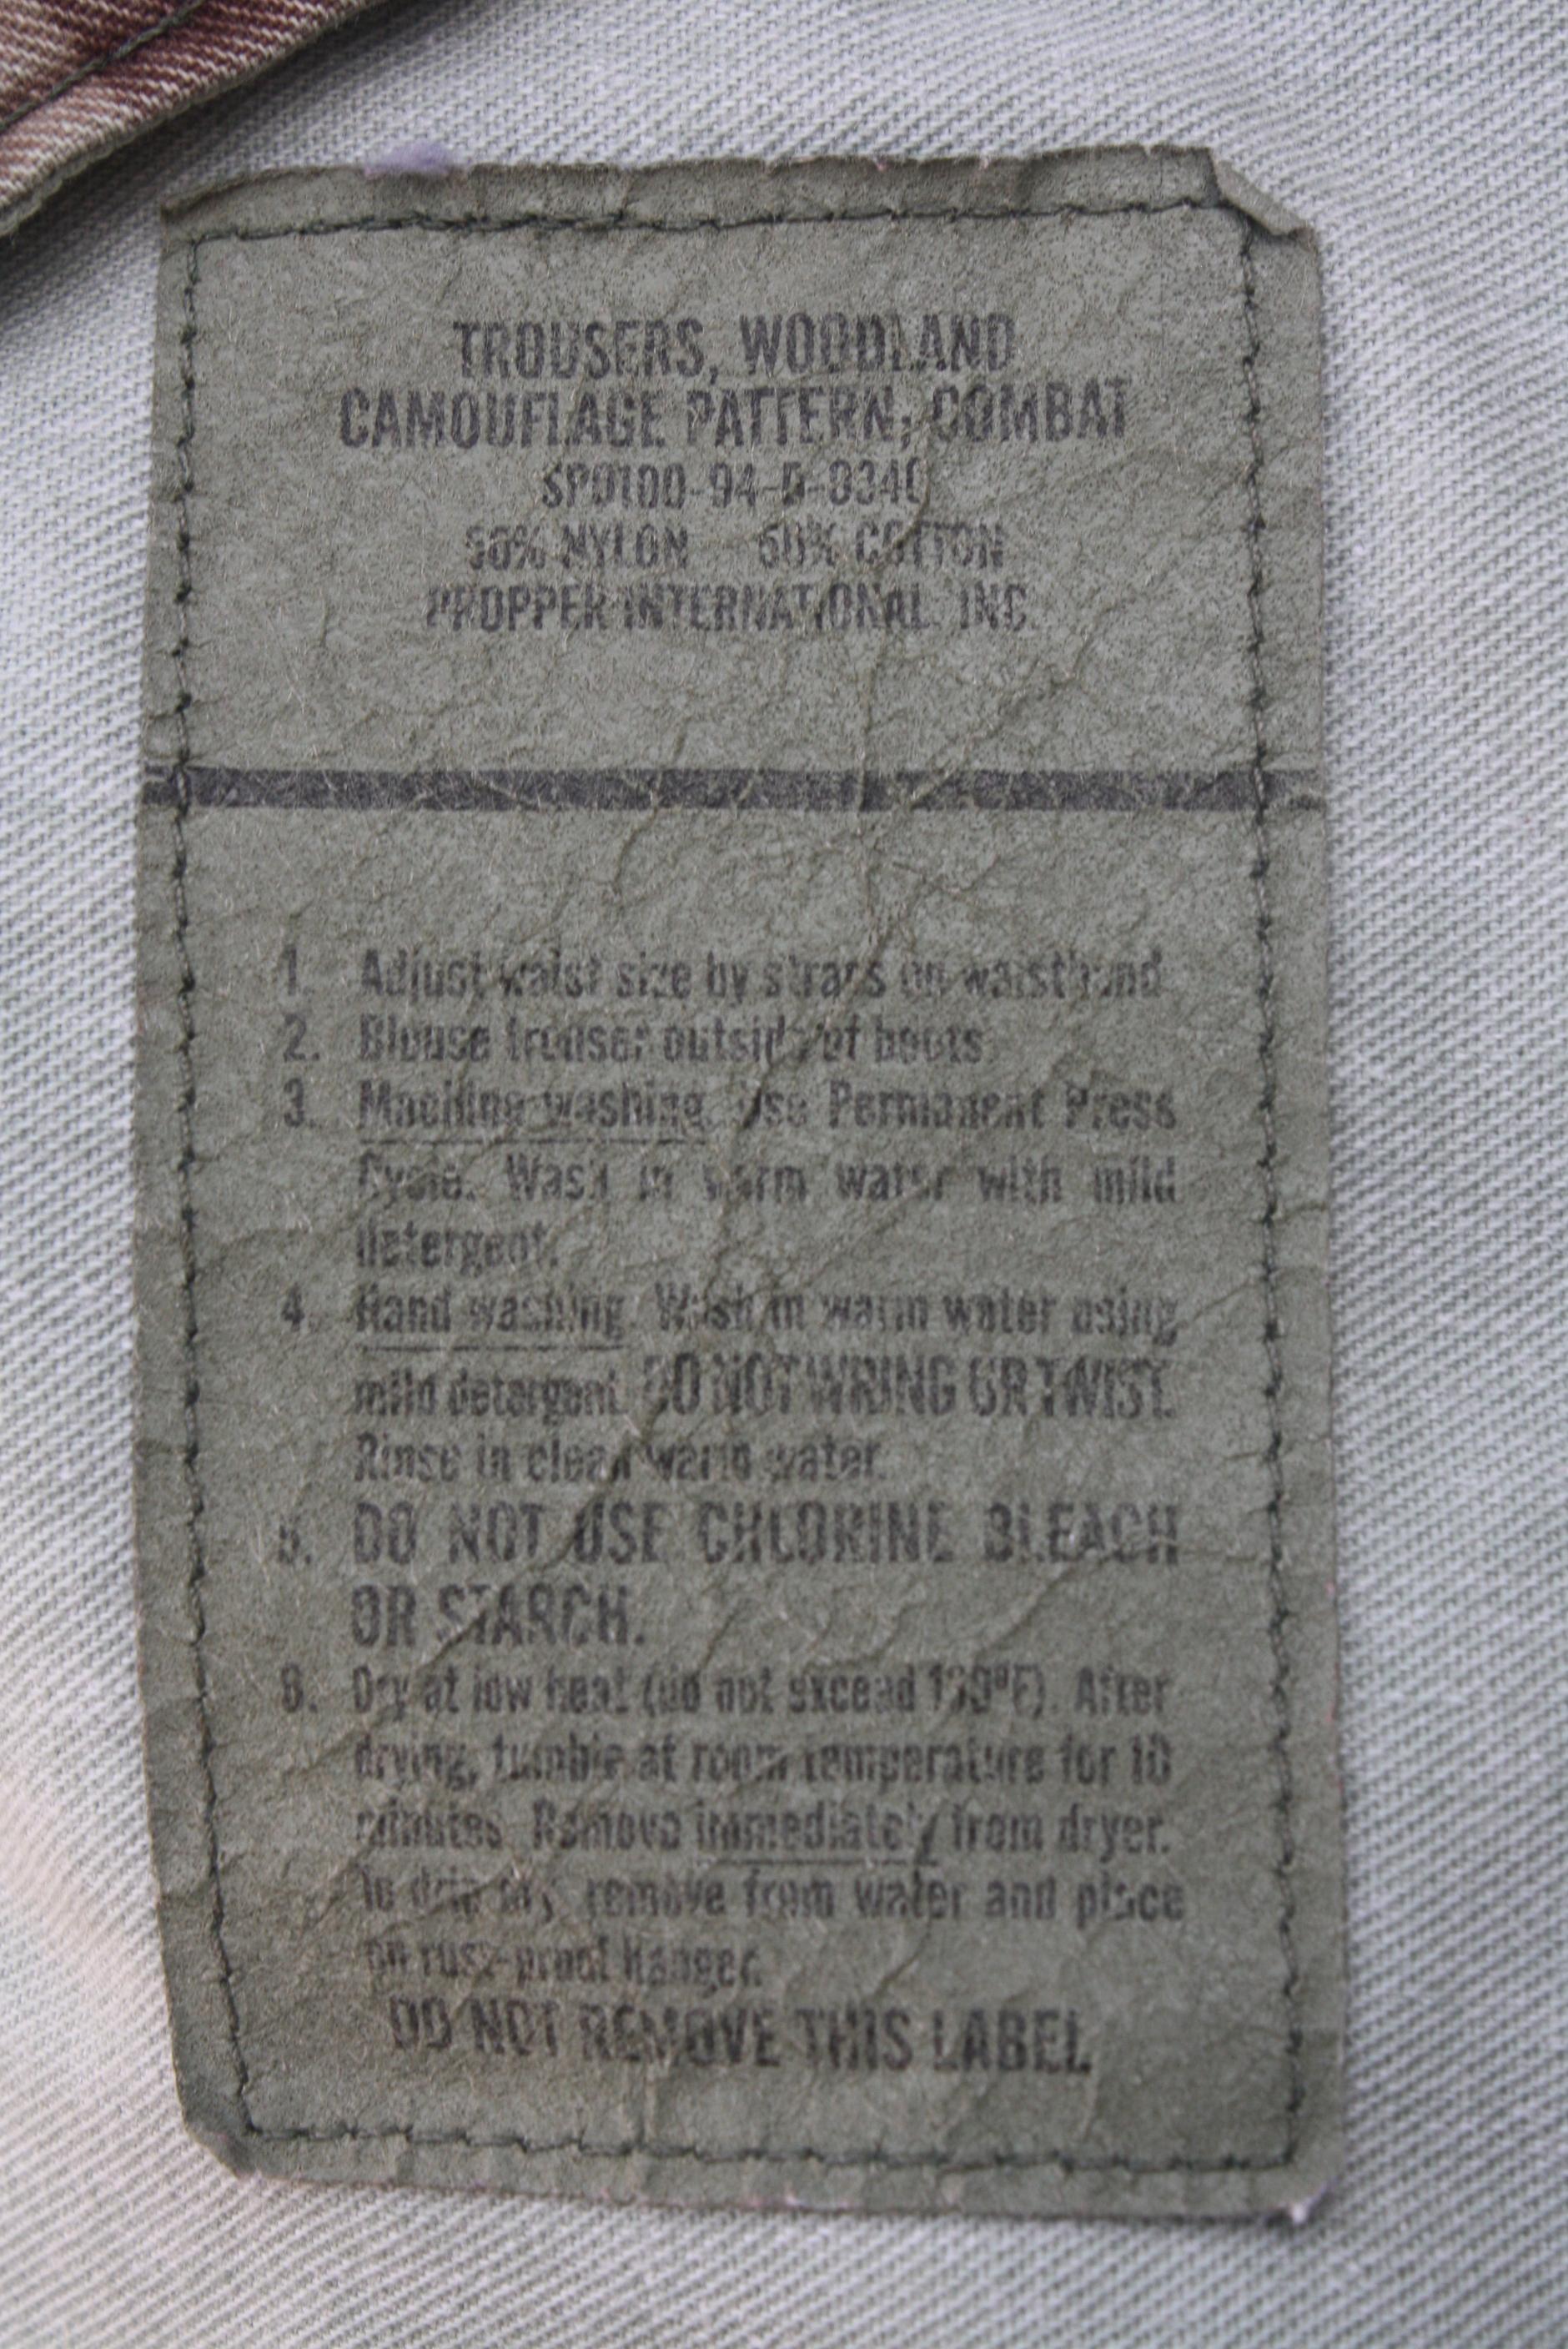 TROUSERS, WOODLAND
CAMOUFLAGE PATTERN, COMBAT
SP0100-94-D-0340
50% NYLON 50% COTTON
PROPPER INTERNATIONAL, INC.
1. Adjust waist size by straps on waistband
2. Blouse trouser outside of boots
3. Machine washing. Use Permanent Press
Cycle. Wash in warm water with mild
detergent.
4. Hand washing. Wash in warm water using
mild detergent. DO NOT WRING OR TWIST.
Rinse in clean warm water.
5. DO NOT USE CHLORINE BLEACH
OR STARCH.
6. Dry at low heat (do not exceed After
drying, tumble at room temperature for 10
minutes. Remove immediately from dryer.
To drip dry, remove from water and place
on rust-proof hanger.
DO NOT REMOVE THIS LABEL